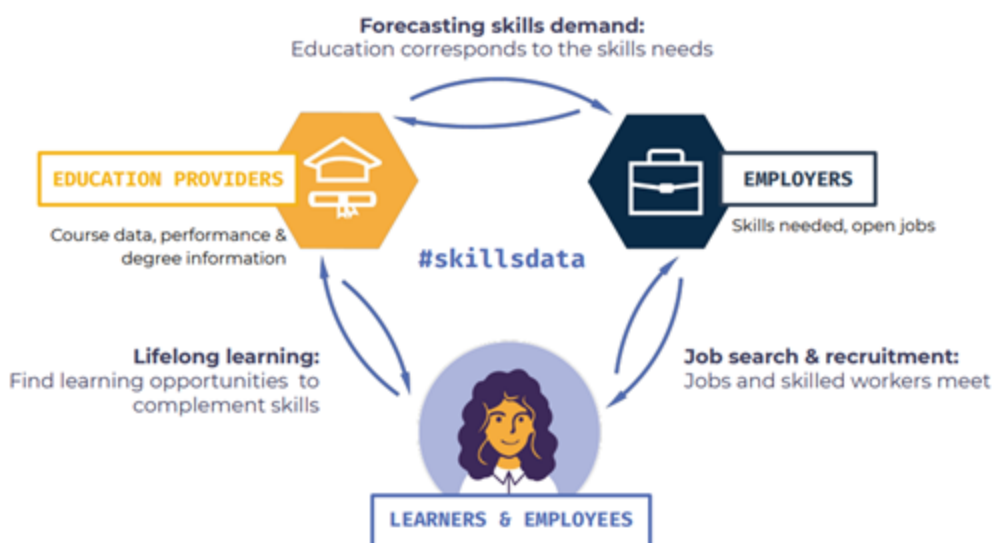 Forecasting skills demand:
Education corresponds to the skills needs
EDUCATION PROVIDERS
Course data, performance &
degree information
EMPLOYERS
Skills needed, open jobs
#skillsdata
Lifelong learning:
Find learning opportunities to
complement skills
Job search & recruitment:
Jobs and skilled workers meet
LEARNERS & EMPLOYEES